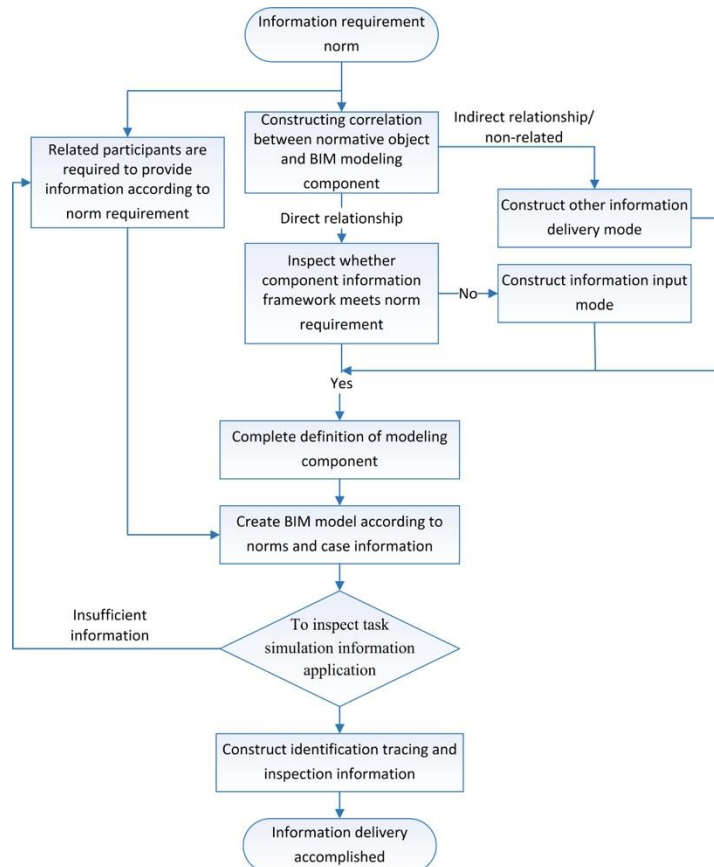 Information requirement
norm
Constructing correlation
between normative object
and BIM modeling
component
Indirect relationship/
non-related
Related participants are
required to provide
information according to
norm requirement
Construct other information
delivery mode
Direct relationship
Inspect whether
component information
framework meets norm
requirement
No
Construct information input
mode
Yes
Complete definition of modeling
component
Create BIM model according to
norms and case information
Insufficient
information
To inspect task
simulation information
application
Construct identification tracing and
inspection information
Information delivery
accomplished